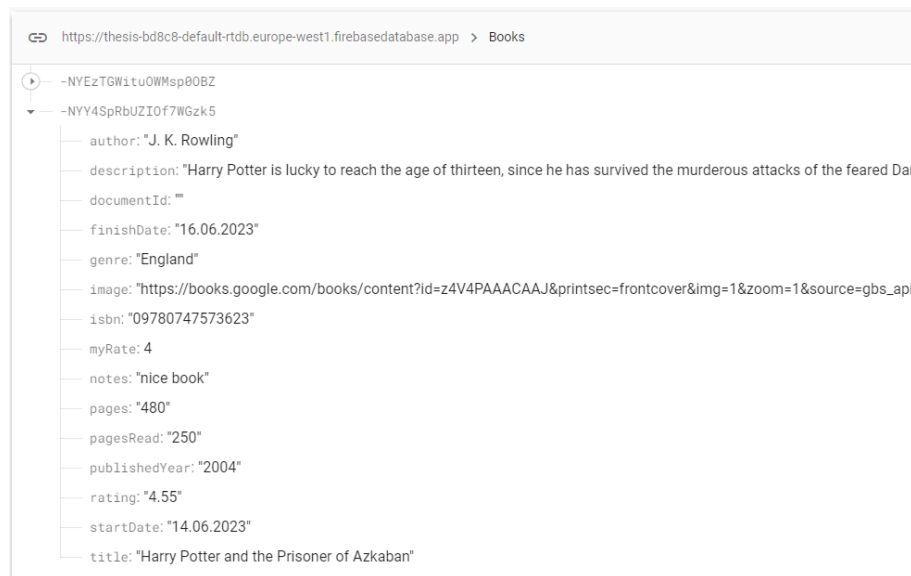 https://thesis-bd8c8-default-rtdb.europe-west1.firebasedatabase.app > Books
-NYEzTGWituOWMsp0OBZ
-NYY4SpRbUZIOf7WGzk5
author: "J. K. Rowling"
description: "Harry Potter is lucky to reach the age of thirteen, since he has survived the murderous attacks of the feared Dar
documentId: ""
finishDate: "16.06.2023"
genre: "England"
image: "https://books.google.com/books/content?id=z4V4PAAACAAJ&printsec=frontcover&img=1&zoom=1&source=gbs_api
isbn: "09780747573623"
myRate: 4
notes: "nice book"
pages: "480"
pagesRead: "250"
publishedYear: "2004"
rating: "4.55"
startDate: "14.06.2023"
title: "Harry Potter and the Prisoner of Azkaban"